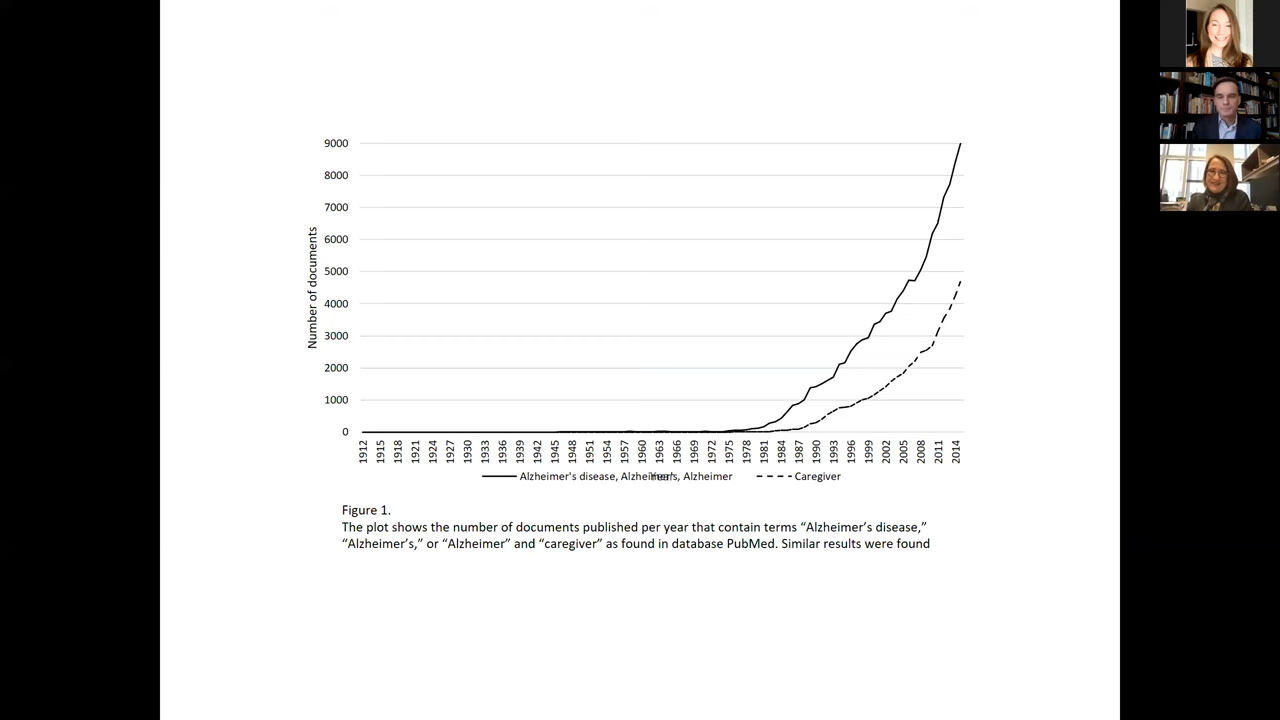 9000
8000
7000
6000
5000
4000
3000
2000
1000
0
Number of documents
1912 1915 1918 1921 1924 1927 1930 1933 1936 1939 1942 1945 1948 1951 1954 1957 1960 1963 1966 1969 1972 1975 1978 1981 1984 1987 1990 1993 1996 1999 2002 2005 2008 2011 2014
Alzheimer's disease, Alzheimer's, Alzheimer Caregiver
Figure 1.
The plot shows the number of documents published per year that contain terms “Alzheimer’s disease,”
“Alzheimer’s,” or “Alzheimer” and “caregiver” as found in database PubMed. Similar results were found